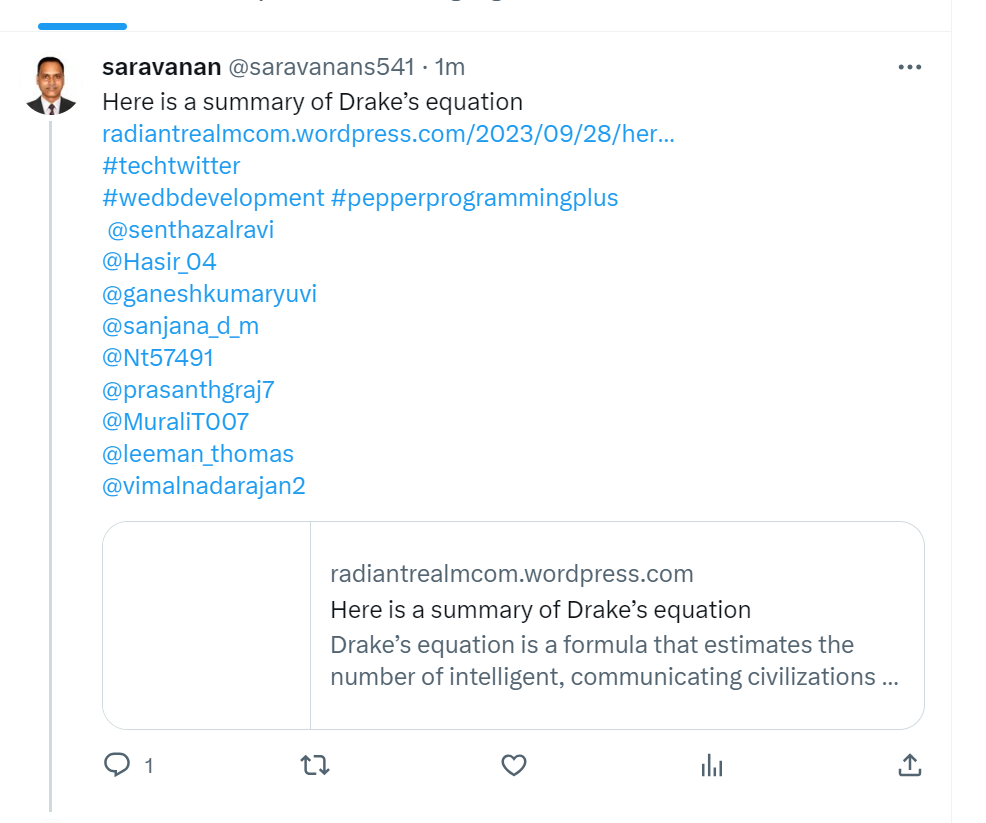 saravanan @saravanans541 · 1m
Here is a summary of Drake’s equation
radiantrealmcom.wordpress.com/2023/09/28/her…
#techtwitter
#wedbdevelopment #pepperprogrammingplus
@senthazalravi
@Hasir_04
@ganeshkumaryuvi
@sanjana_d_m
@Nt57491
@prasanthgraj7
@MuraliT007
@leeman_thomas
@vimalnadarajan2
radiantrealmcom.wordpress.com
Here is a summary of Drake’s equation
Drake’s equation is a formula that estimates the
number of intelligent, communicating civilizations ...
1